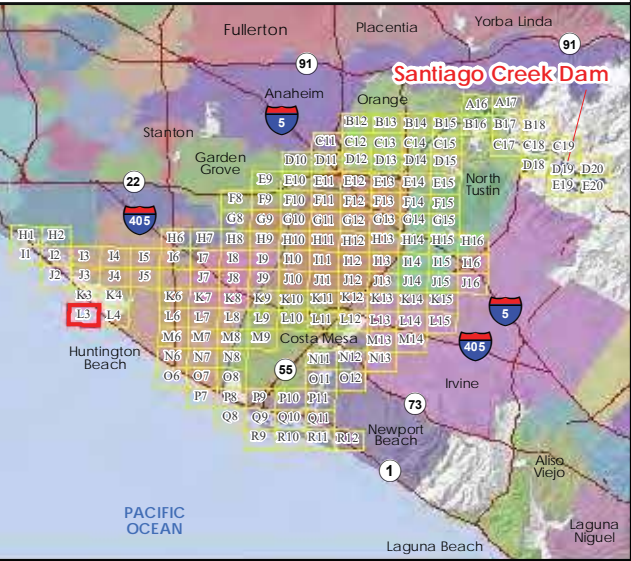 Fullerton
Placentia
Yorba Linda
91
91
Santiago Creek Dam
Anaheim
Orange
5
A16 A17
B12 B13 B14 B15 B16 B17 B18
Stanton
C11 C12 C13 C14 C15 C17 C18 C19
Garden
Grove
D10 D11 D12 D13 D14 D15 D18 D19 D20
North
Tustin
E9 E10 E11 E12 E13 E14 E15 E19 E20
22
F8 F9 F10 F11 F12 F13 F14 F15
405
G8 G9 G10 G11 G12 G13 G14 G15
H1 H2 H6 H7 H8 H9 H10 H11 H12 H13 H14 H15 H16
I1 I2 I3 I4 I5 I6 I7 I8 I9 I10 I11 I12 I13 I14 I15 I16
J2 J3 J4 J5 J7 J8 J9 J10 J11 J12 J13 J14 J15 J16
K3 K4 K6 K7 K8 K9 K10 K11 K12 K13 K14 K15
L3 L4 L6 L7 L8 L9 L10 L11 L12 L13 L14 L15
5
M6 M7 M8 M9 Costa Mesa M13 M14
405
Huntington
Beach
N6 N7 N8 N11 N12 N13
55
O6 O7 O8 O11 O12
Irvine
P7 P8 P9 P10 P11
73
Q8 Q9 Q10 Q11
Newport
Beach
R9 R10 R11 R12
1
Aliso
Viejo
PACIFIC
OCEAN
Laguna
Niguel
Laguna Beach